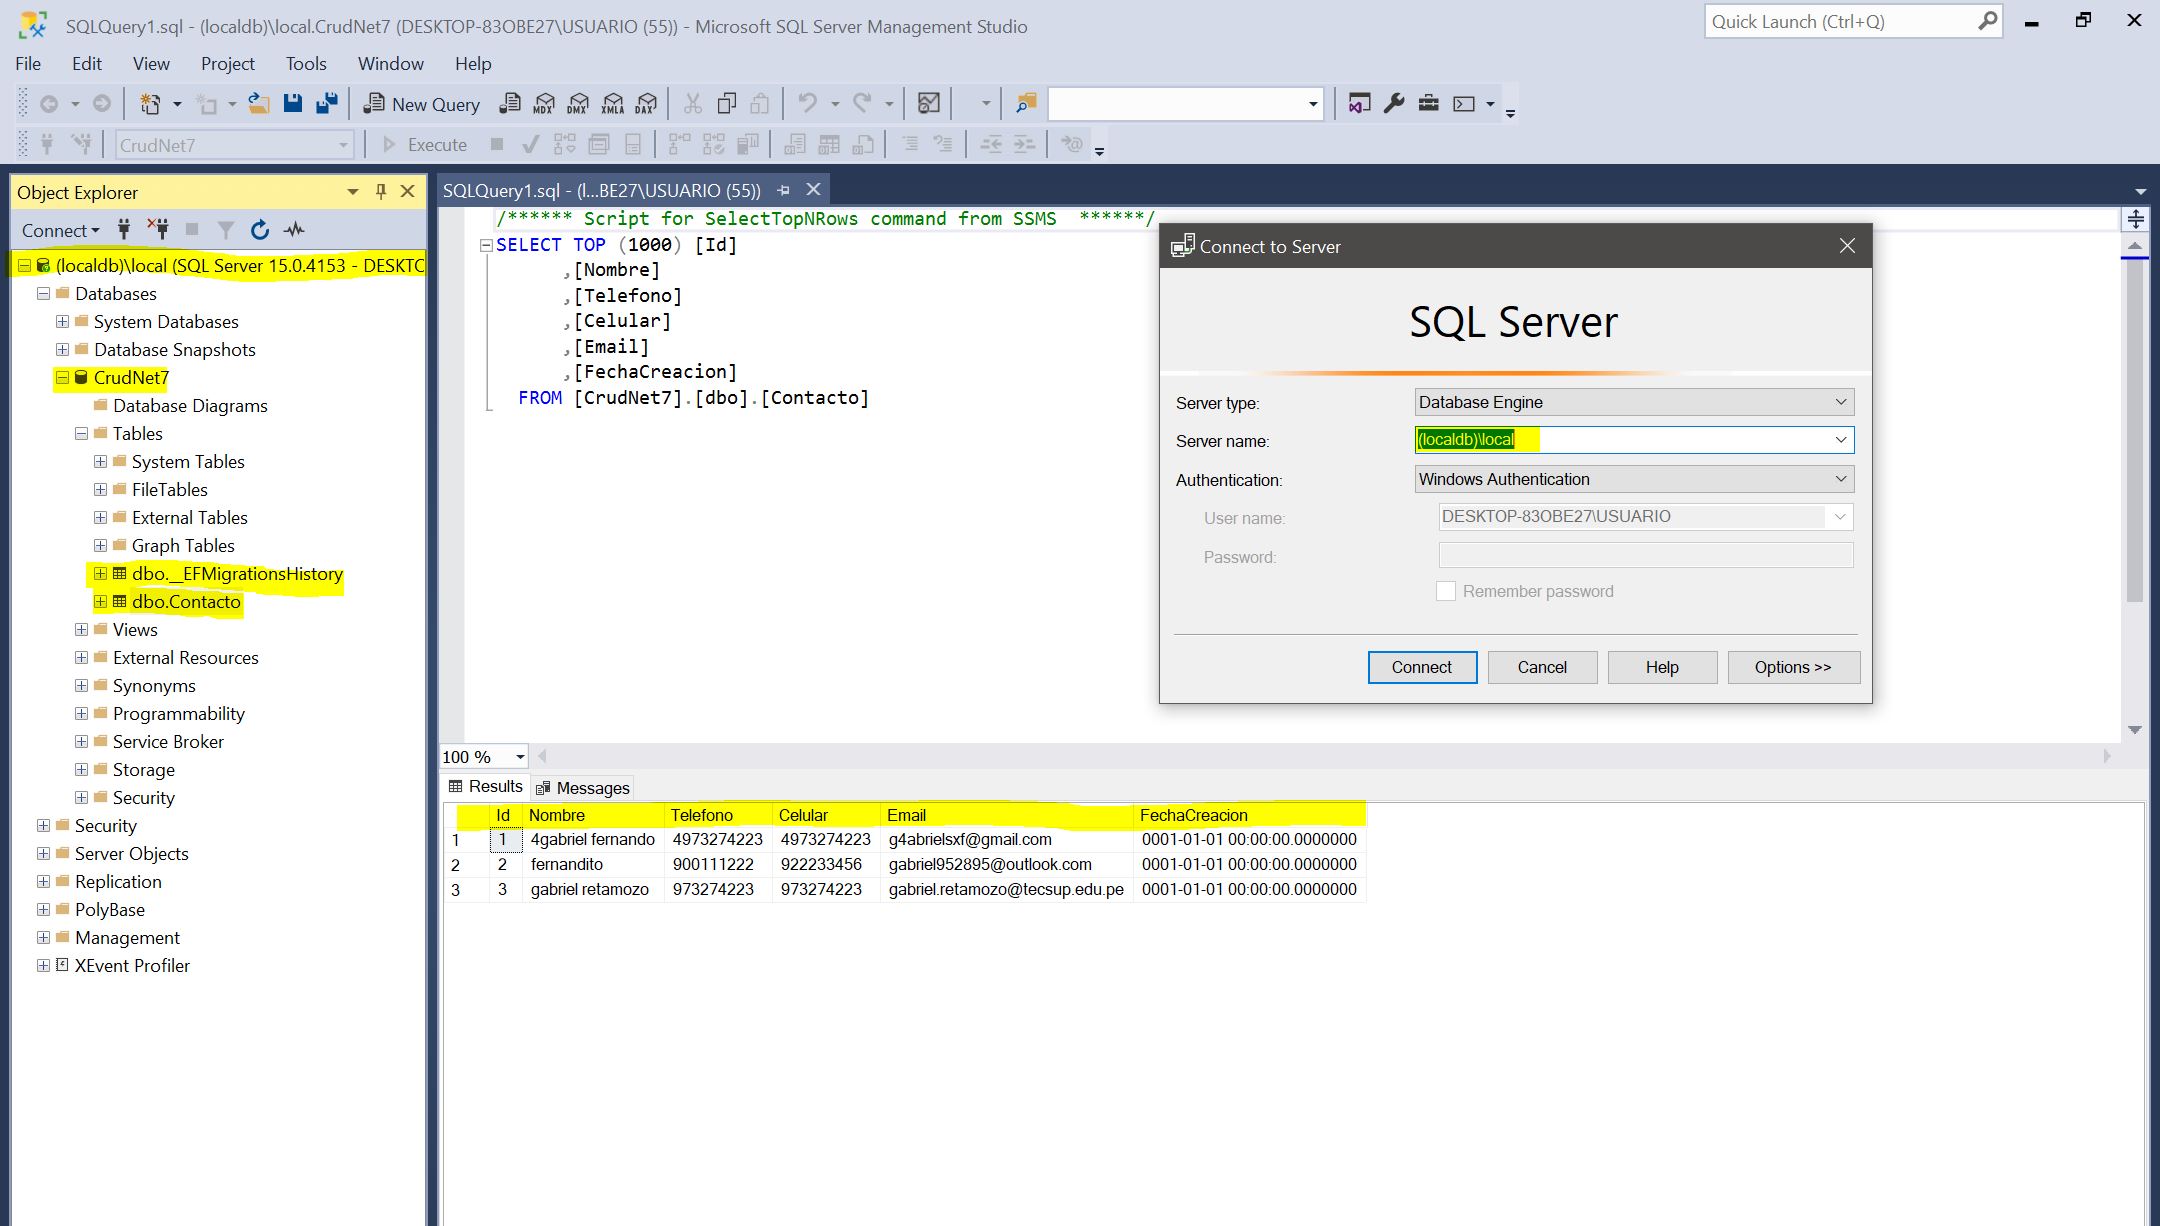 SQLQuery1.sql - (localdb)\local.CrudNet7 (DESKTOP-83OBE27\USUARIO (55)) - Microsoft SQL Server Management Studio
Quick Launch (Ctrl+Q)
File Edit View Project Tools Window Help
New Query MDX DMX XMLA DAX
CrudNet7 Execute
Object Explorer
Connect
(localdb)\local (SQL Server 15.0.4153 - DESKTO
Databases
System Databases
Database Snapshots
CrudNet7
Database Diagrams
Tables
System Tables
FileTables
External Tables
Graph Tables
dbo.__EFMigrationsHistory
dbo.Contacto
Views
External Resources
Synonyms
Programmability
Service Broker
Storage
Security
Security
Server Objects
Replication
PolyBase
Management
XEvent Profiler
SQLQuery1.sql - (l...BE27\USUARIO (55))
/****** Script for SelectTopNRows command from SSMS  ******/
SELECT TOP (1000) [Id]
,[Nombre]
,[Telefono]
,[Celular]
,[Email]
,[FechaCreacion]
FROM [CrudNet7].[dbo].[Contacto]
Connect to Server
SQL Server
Server type: Database Engine
Server name: (localdb)\local
Authentication: Windows Authentication
User name: DESKTOP-83OBE27\USUARIO
Password:
Remember password
Connect Cancel Help Options >>
100 %
Results Messages
Id Nombre Telefono Celular Email FechaCreacion
1 1 4gabriel fernando 4973274223 4973274223 g4abrielsxf@gmail.com 0001-01-01 00:00:00.0000000
2 2 fernandito 900111222 922233456 gabriel952895@outlook.com 0001-01-01 00:00:00.0000000
3 3 gabriel retamozo 973274223 973274223 gabriel.retamozo@tecsup.edu.pe 0001-01-01 00:00:00.0000000